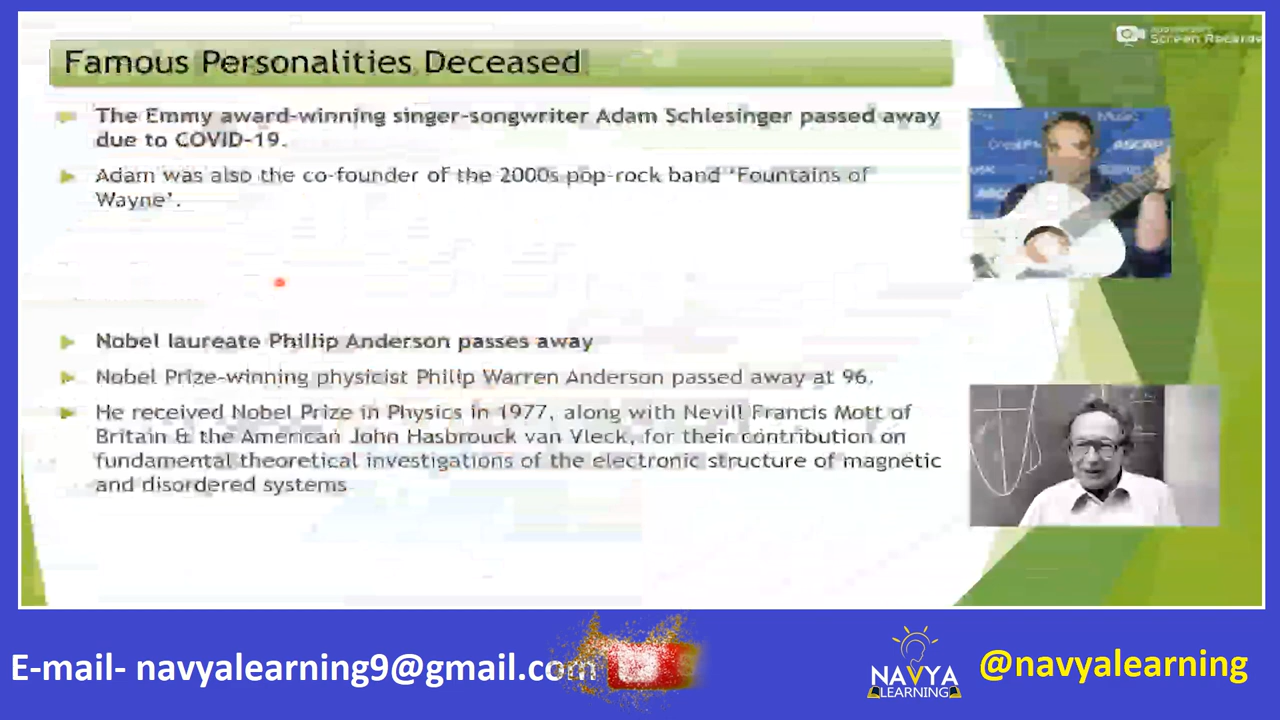 Famous Personalities Deceased
Screen Recorder
The Emmy award-winning singer-songwriter Adam Schlesinger passed away
due to COVID-19.
Adam was also the co-founder of the 2000s pop-rock band 'Fountains of
Wayne'.
ASCAP
Nobel laureate Phillip Anderson passes away
Nobel Prize-winning physicist Philip Warren Anderson passed away at 96.
He received Nobel Prize in Physics in 1977, along with Nevill Francis Mott of
Britain & the American John Hasbrouck van Vleck, for their contribution on
fundamental theoretical investigations of the electronic structure of magnetic
and disordered systems
E-mail- navyalearning9@gmail.com
NAVYA
LEARNING
@navyalearning